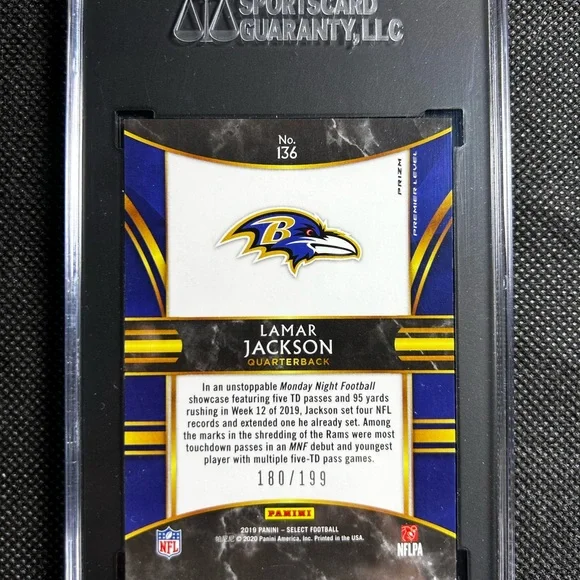 SPORTSCARD
GUARANTY, LLC
No.
136
PRIZM
PREMIER LEVEL
B
LAMAR
JACKSON
QUARTERBACK
In an unstoppable Monday Night Football
showcase featuring five TD passes and 95 yards
rushing in Week 12 of 2019, Jackson set four NFL
records and extended one he already set. Among
the marks in the shredding of the Rams were most
touchdown passes in an MNF debut and youngest
player with multiple five-TD pass games.
180/199
PANINI
2019 PANINI – SELECT FOOTBALL
© 2020 Panini America, Inc. Printed in the USA.
NFL
NFLPA